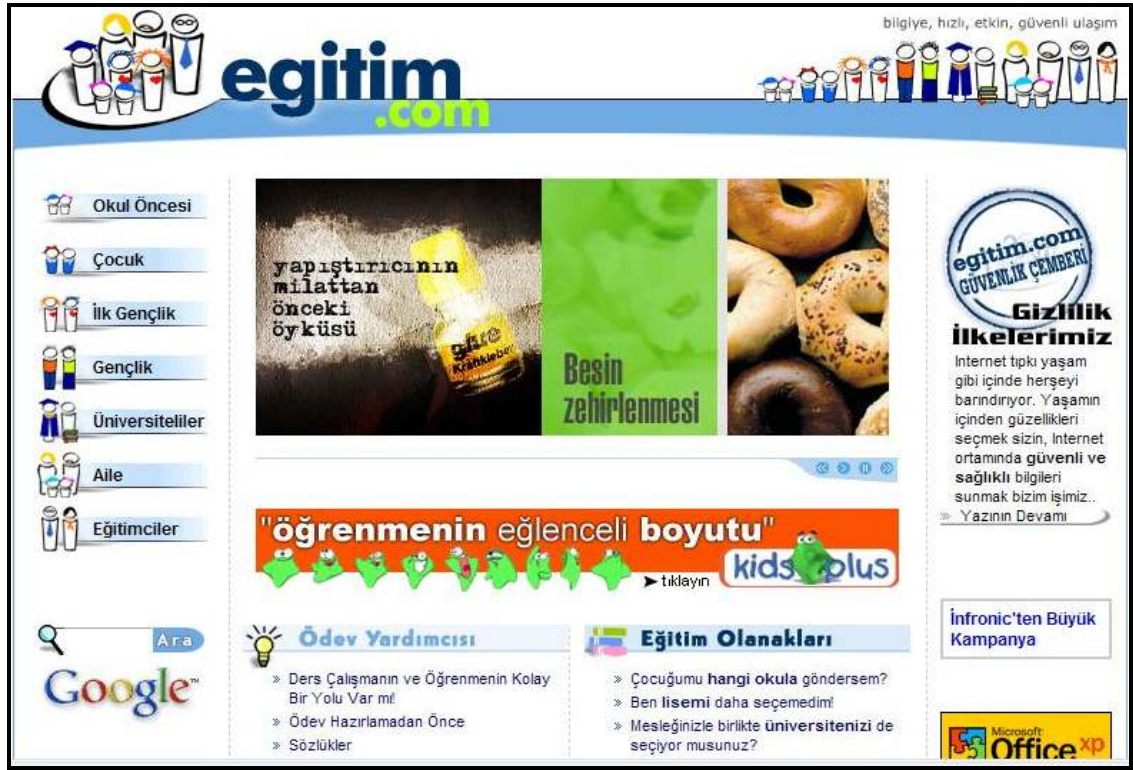 bilgiye, hızlı, etkin, güvenli ulaşım
egitim
.com
Okul Öncesi
Çocuk
İlk Gençlik
Gençlik
Üniversiteliler
Aile
Eğitimciler
Ara
Google™
yapıştırıcının
milattan
önceki
öyküsü
glue
Kraftkleber
Besin
zehirlenmesi
"öğrenmenin eğlenceli boyutu"
tıklayın
kids plus
Ödev Yardımcısı
» Ders Çalışmanın ve Öğrenmenin Kolay
Bir Yolu Var mı!
» Ödev Hazırlamadan Önce
» Sözlükler
Eğitim Olanakları
» Çocuğumu hangi okula göndersem?
» Ben lisemi daha seçemedim!
» Mesleğinizle birlikte üniversitenizi de
seçiyor musunuz?
egitim.com
GÜVENLİK ÇEMBERİ
Gizlilik
İlkelerimiz
Internet tıpkı yaşam
gibi içinde herşeyi
barındırıyor. Yaşamın
içinden güzellikleri
seçmek sizin, Internet
ortamında güvenli ve
sağlıklı bilgileri
sunmak bizim işimiz..
» Yazının Devamı
İnfronic'ten Büyük
Kampanya
Microsoft
Office xp